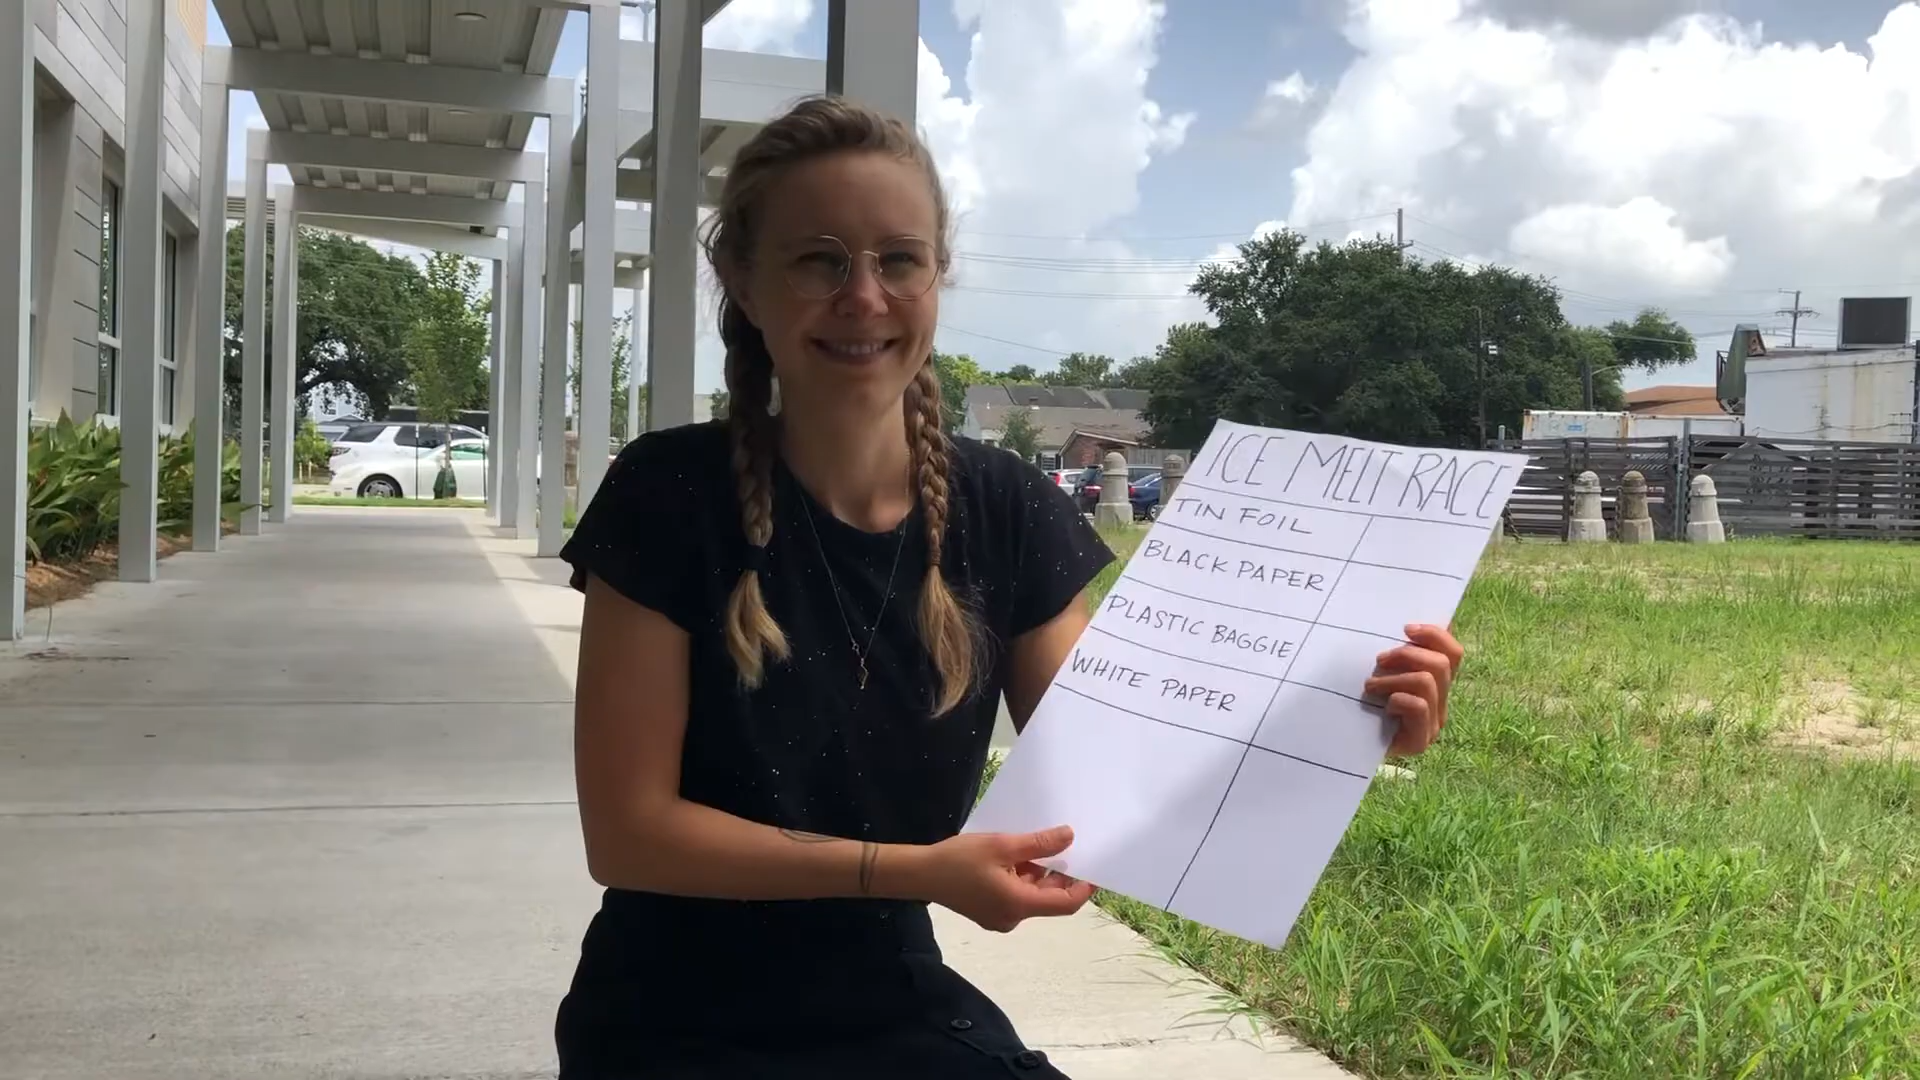 ICE MELT RACE
TIN FOIL
BLACK PAPER
PLASTIC BAGGIE
WHITE PAPER